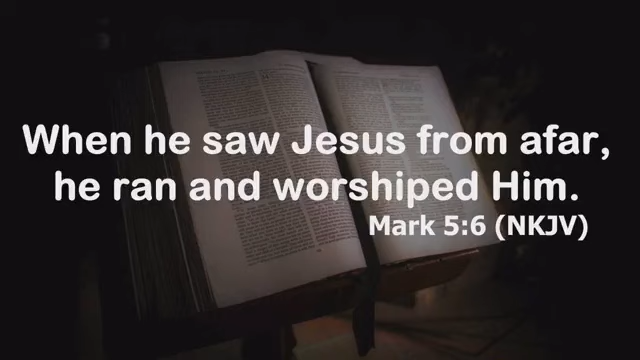 When he saw Jesus from afar,
he ran and worshiped Him.
Mark 5:6 (NKJV)